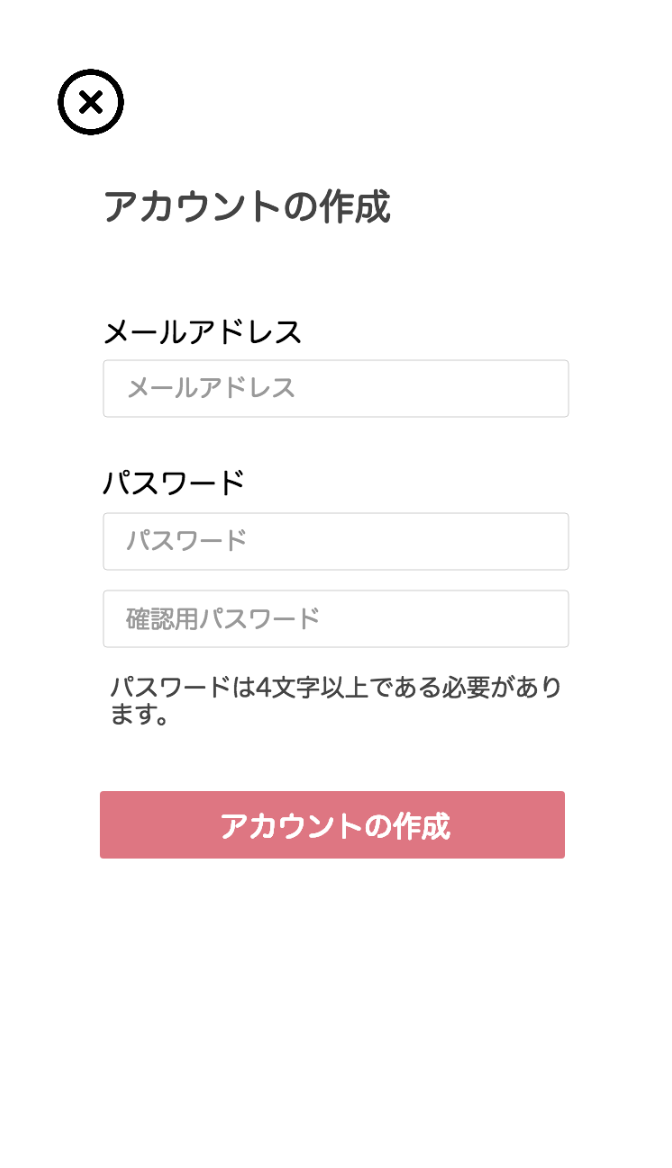 アカウントの作成
メールアドレス
メールアドレス
パスワード
パスワード
確認用パスワード
パスワードは4文字以上である必要があり
ます。
アカウントの作成